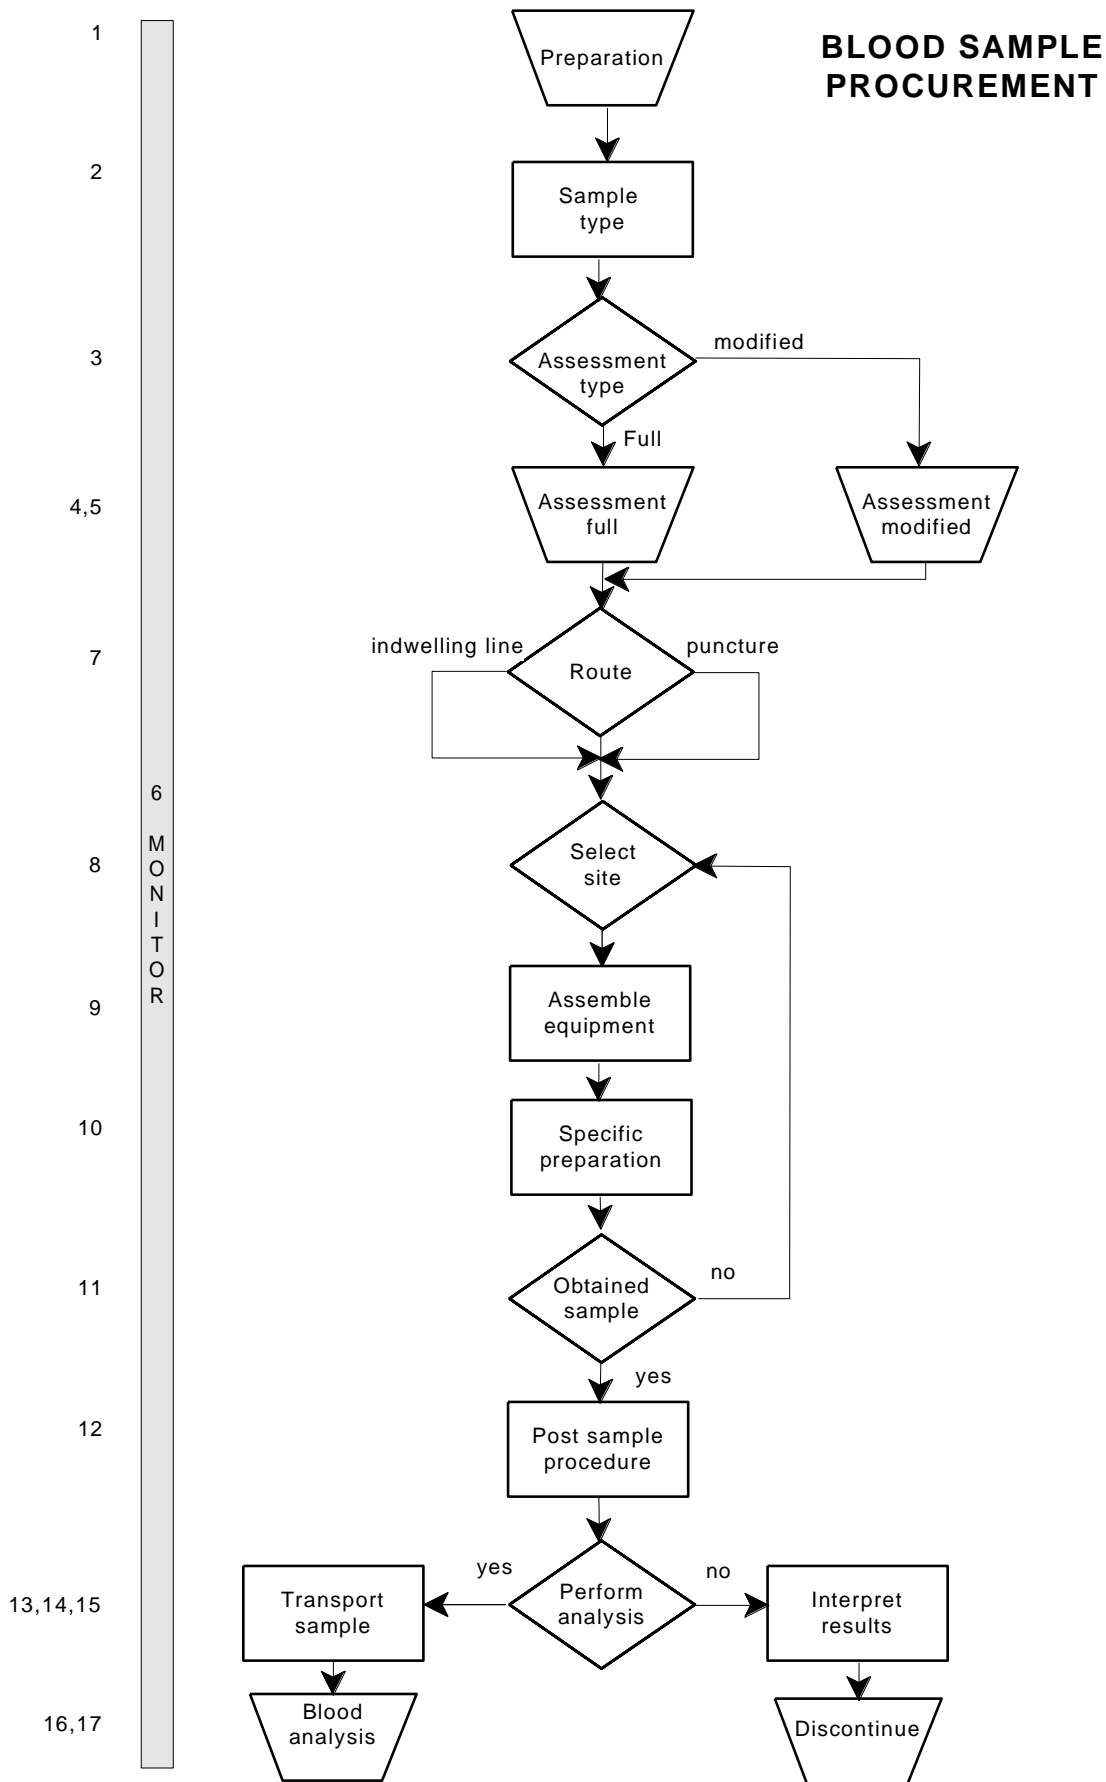 BLOOD SAMPLE
PROCUREMENT
1
Preparation
2
Sample
type
3
Assessment
type
modified
Full
4,5
Assessment
full
Assessment
modified
7
indwelling line
Route
puncture
6
MONITOR
8
Select
site
9
Assemble
equipment
10
Specific
preparation
11
Obtained
sample
no
yes
12
Post sample
procedure
13,14,15
Transport
sample
yes
Perform
analysis
no
Interpret
results
16,17
Blood
analysis
Discontinue